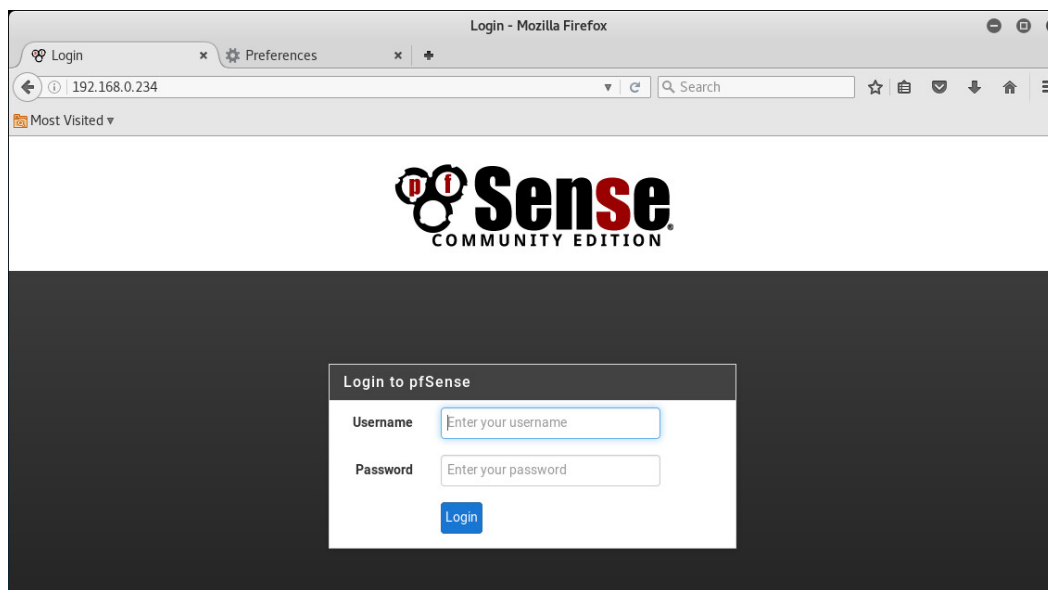 Login - Mozilla Firefox
Login Preferences
192.168.0.234 Search
Most Visited
pf Sense®
COMMUNITY EDITION
Login to pfSense
Username Enter your username
Password Enter your password
Login